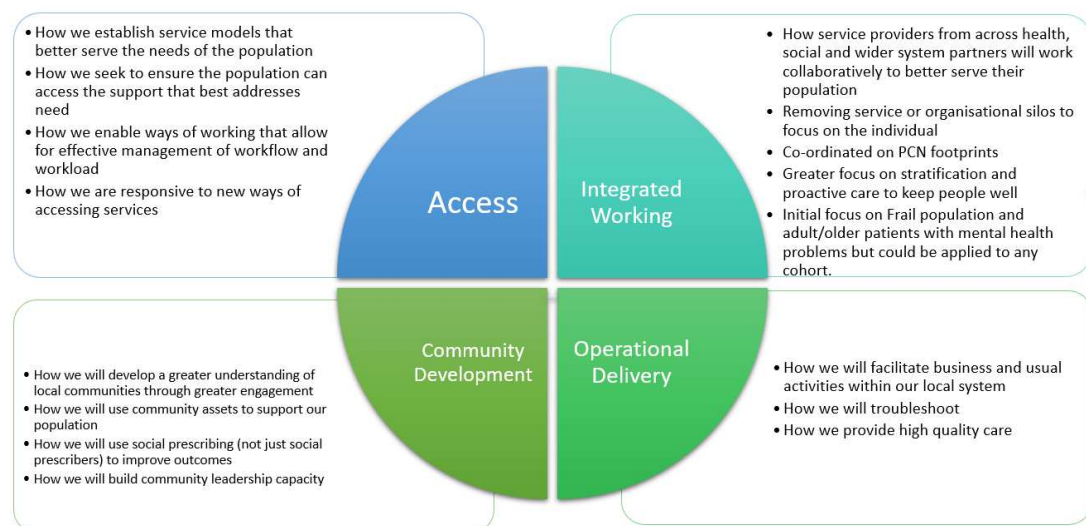 • How we establish service models that
better serve the needs of the population
• How we seek to ensure the population can
access the support that best addresses
need
• How we enable ways of working that allow
for effective management of workflow and
workload
• How we are responsive to new ways of
accessing services
Access
Integrated
Working
• How service providers from across health,
social and wider system partners will work
collaboratively to better serve their
population
• Removing service or organisational silos to
focus on the individual
• Co-ordinated on PCN footprints
• Greater focus on stratification and
proactive care to keep people well
• Initial focus on Frail population and
adult/older patients with mental health
problems but could be applied to any
cohort.
• How we will develop a greater understanding of
local communities through greater engagement
• How we will use community assets to support our
population
• How we will use social prescribing (not just social
prescribers) to improve outcomes
• How we will build community leadership capacity
Community
Development
Operational
Delivery
• How we will facilitate business and usual
activities within our local system
• How we will troubleshoot
• How we provide high quality care